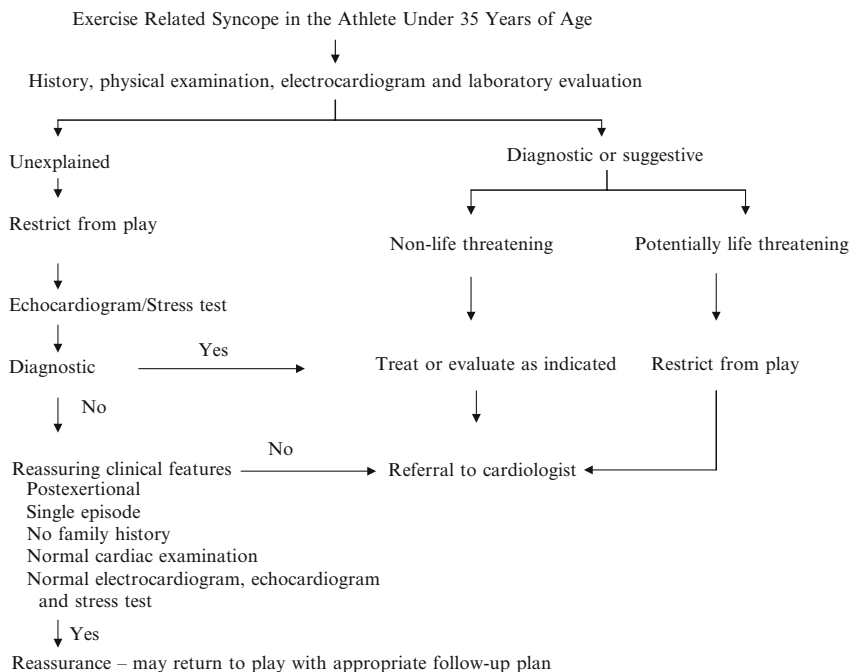 Exercise Related Syncope in the Athlete Under 35 Years of Age
History, physical examination, electrocardiogram and laboratory evaluation
Unexplained
Diagnostic or suggestive
Restrict from play
Non-life threatening
Potentially life threatening
Echocardiogram/Stress test
Diagnostic
Yes
Treat or evaluate as indicated
Restrict from play
No
Reassuring clinical features
No
Referral to cardiologist
Postexertional
Single episode
No family history
Normal cardiac examination
Normal electrocardiogram, echocardiogram
and stress test
Yes
Reassurance – may return to play with appropriate follow-up plan